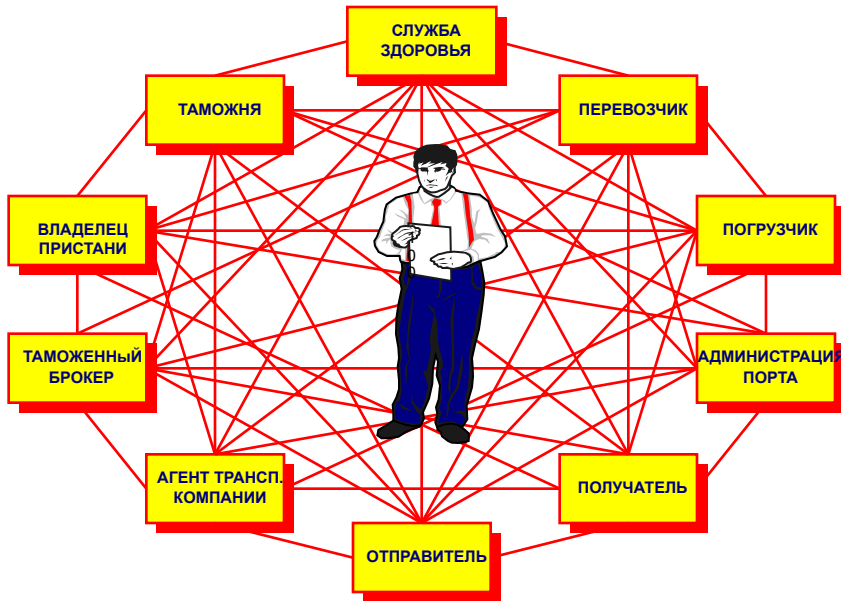 СЛУЖБА
ЗДОРОВЬЯ
ТАМОЖНЯ
ПЕРЕВОЗЧИК
ВЛАДЕЛЕЦ
ПРИСТАНИ
ПОГРУЗЧИК
ТАМОЖЕННЫЙ
БРОКЕР
АДМИНИСТРАЦИЯ
ПОРТА
АГЕНТ ТРАНСП.
КОМПАНИИ
ПОЛУЧАТЕЛЬ
ОТПРАВИТЕЛЬ